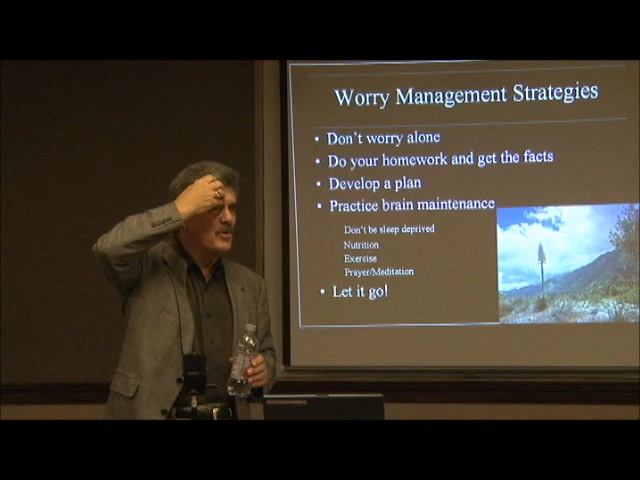 Worry Management Strategies
• Don't worry alone
• Do your homework and get the facts
• Develop a plan
• Practice brain maintenance
Don't be sleep deprived
Nutrition
Exercise
Prayer/Meditation
• Let it go!